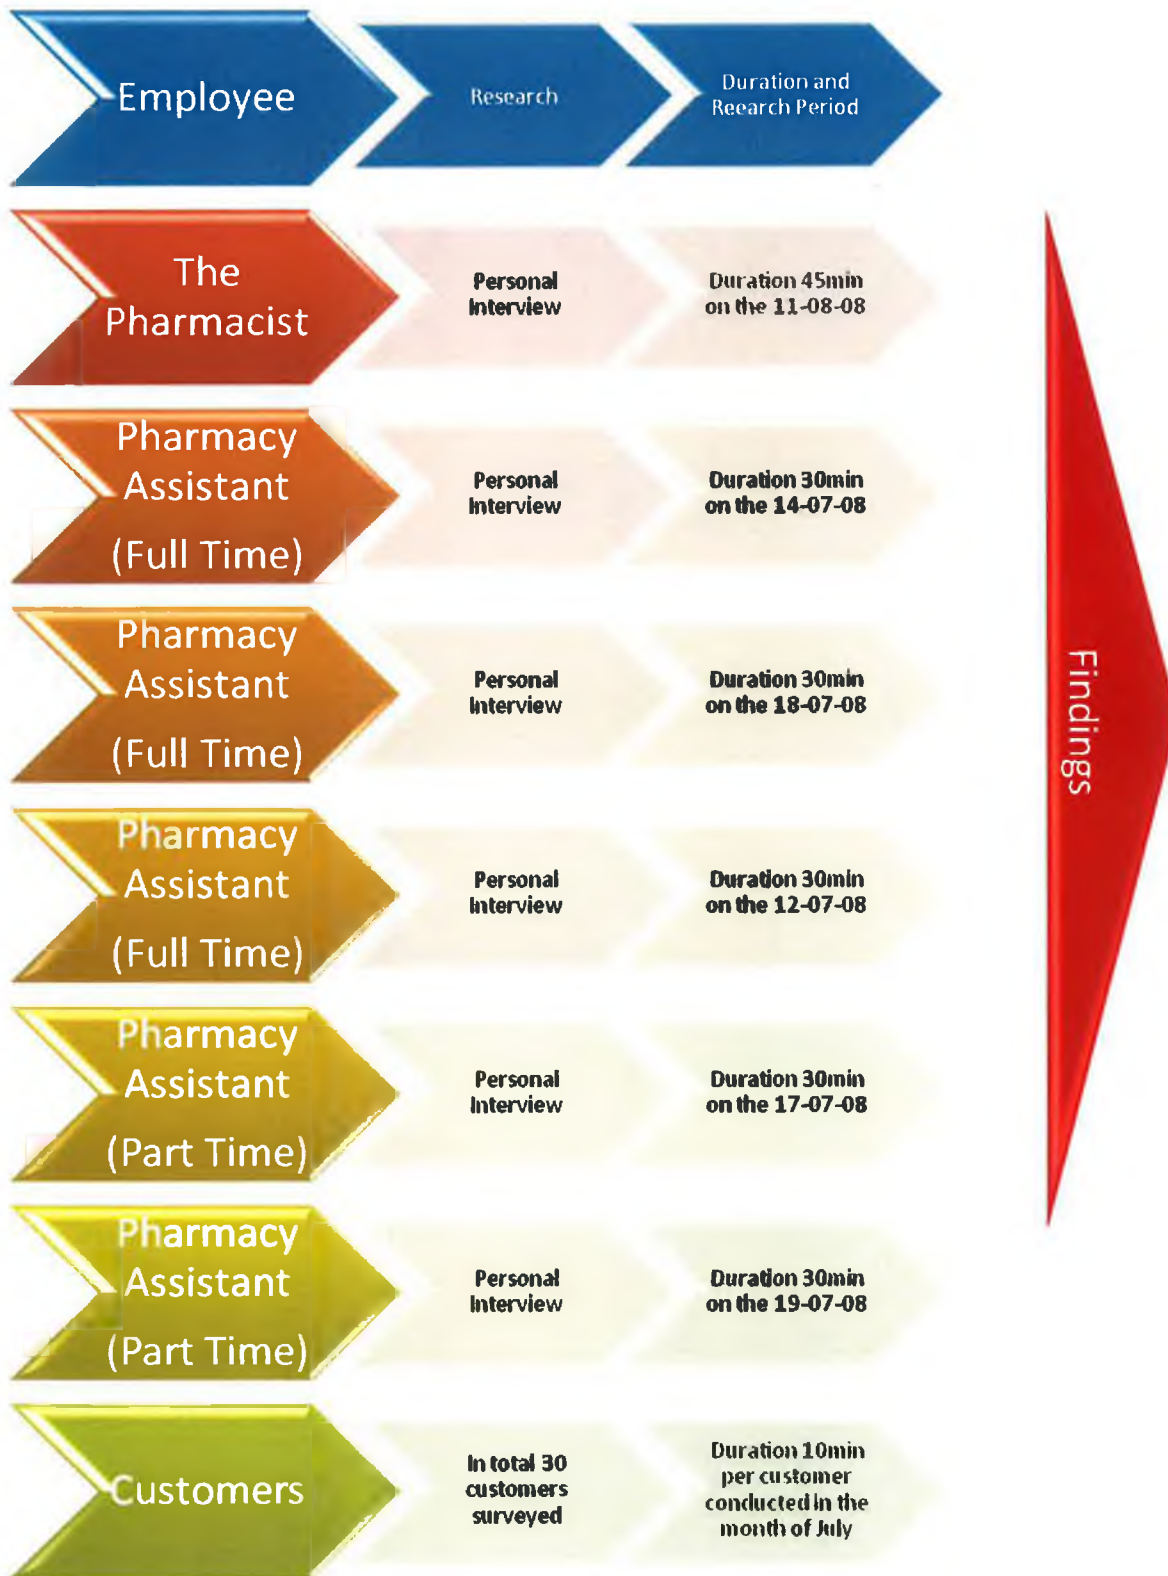 Employee
Research
Duration and
Reearch Period
The
Pharmacist
Personal
Interview
Duration 45min
on the 11-08-08
Pharmacy
Assistant
(Full Time)
Personal
Interview
Duration 30min
on the 14-07-08
Pharmacy
Assistant
(Full Time)
Personal
Interview
Duration 30min
on the 18-07-08
Pharmacy
Assistant
(Full Time)
Personal
Interview
Duration 30min
on the 12-07-08
Pharmacy
Assistant
(Part Time)
Personal
Interview
Duration 30min
on the 17-07-08
Pharmacy
Assistant
(Part Time)
Personal
Interview
Duration 30min
on the 19-07-08
Customers
In total 30
customers
surveyed
Duration 10min
per customer
conducted in the
month of July
Findings